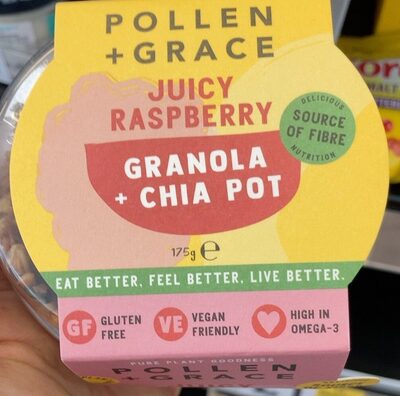 POLLEN
+ GRACE
JUICY
RASPBERRY
DELICIOUS
SOURCE
OF FIBRE
NUTRITION
GRANOLA
+ CHIA POT
175g e
EAT BETTER. FEEL BETTER. LIVE BETTER.
GF GLUTEN
FREE
VE VEGAN
FRIENDLY
HIGH IN
OMEGA-3
PURE PLANT GOODNESS
POLLEN
+ GRACE